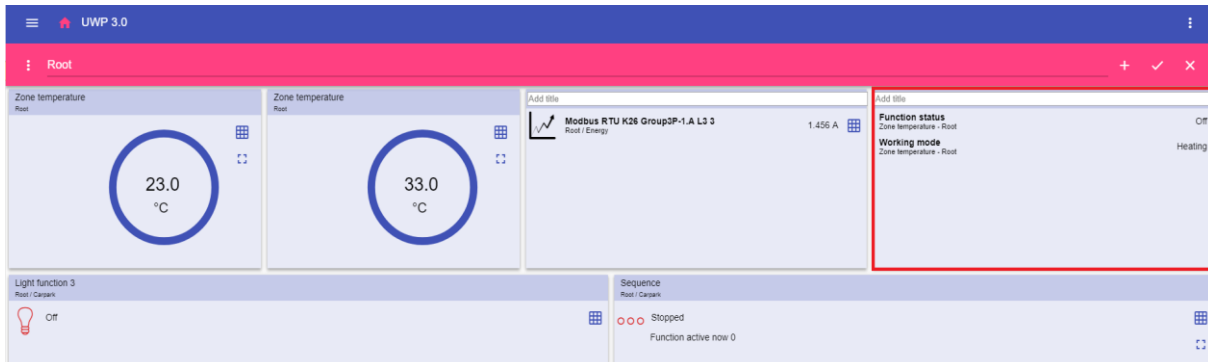 UWP 3.0
Root
Zone temperature
Root
23.0
°C
Zone temperature
Root
33.0
°C
Add title
Modbus RTU K26 Group3P-1.A L3 3
Root / Energy
1.456 A
Add title
Function status
Zone temperature - Root
Off
Working mode
Zone temperature - Root
Heating
Light function 3
Root / Carpark
Off
Sequence
Root / Carpark
Stopped
Function active now 0